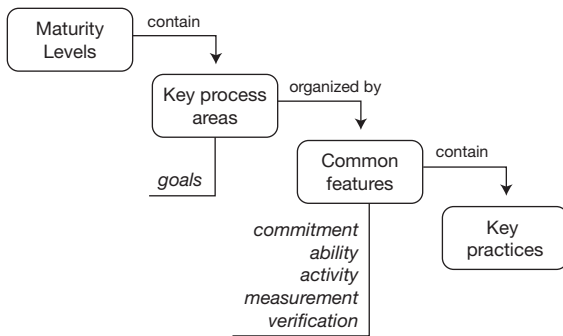 Maturity
Levels
contain
Key process
areas
organized by
goals
Common
features
contain
commitment
ability
activity
measurement
verification
Key
practices